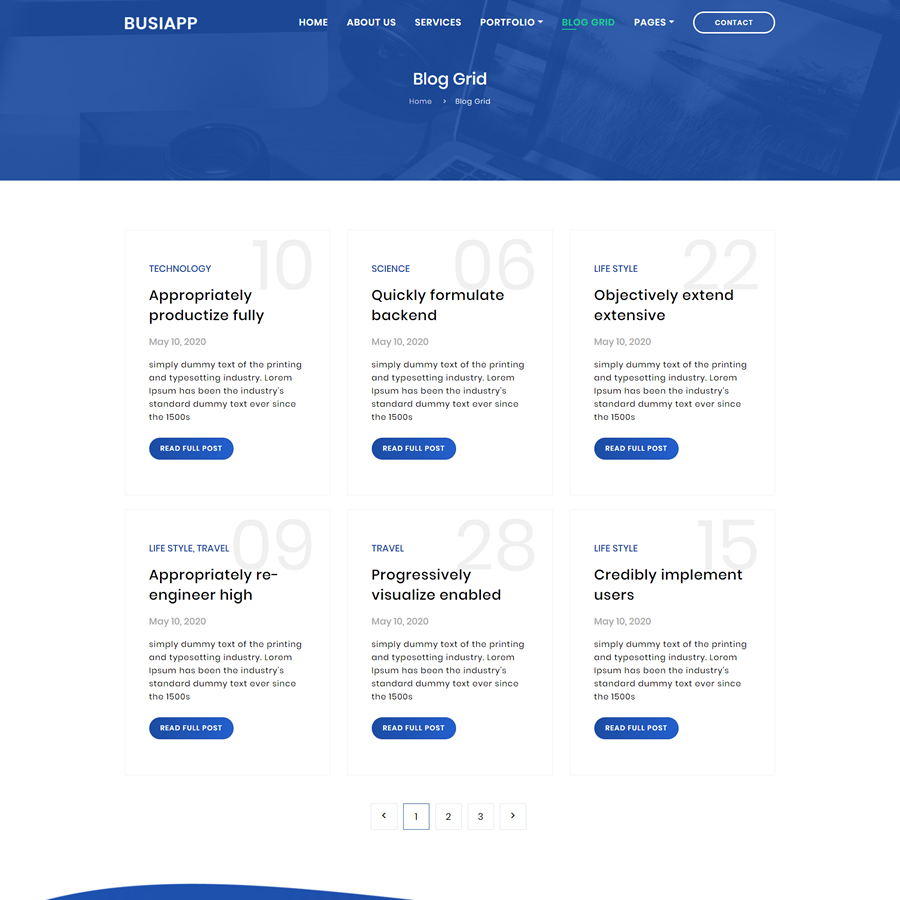 BUSIAPP
HOME ABOUT US SERVICES PORTFOLIO BLOG GRID PAGES CONTACT
Blog Grid
Home > Blog Grid
10
TECHNOLOGY
Appropriately
productize fully
May 10, 2020
simply dummy text of the printing
and typesetting industry. Lorem
Ipsum has been the industry's
standard dummy text ever since
the 1500s
READ FULL POST
06
SCIENCE
Quickly formulate
backend
May 10, 2020
simply dummy text of the printing
and typesetting industry. Lorem
Ipsum has been the industry's
standard dummy text ever since
the 1500s
READ FULL POST
22
LIFE STYLE
Objectively extend
extensive
May 10, 2020
simply dummy text of the printing
and typesetting industry. Lorem
Ipsum has been the industry's
standard dummy text ever since
the 1500s
READ FULL POST
09
LIFE STYLE, TRAVEL
Appropriately re-
engineer high
May 10, 2020
simply dummy text of the printing
and typesetting industry. Lorem
Ipsum has been the industry's
standard dummy text ever since
the 1500s
READ FULL POST
28
TRAVEL
Progressively
visualize enabled
May 10, 2020
simply dummy text of the printing
and typesetting industry. Lorem
Ipsum has been the industry's
standard dummy text ever since
the 1500s
READ FULL POST
15
LIFE STYLE
Credibly implement
users
May 10, 2020
simply dummy text of the printing
and typesetting industry. Lorem
Ipsum has been the industry's
standard dummy text ever since
the 1500s
READ FULL POST
< 1 2 3 >